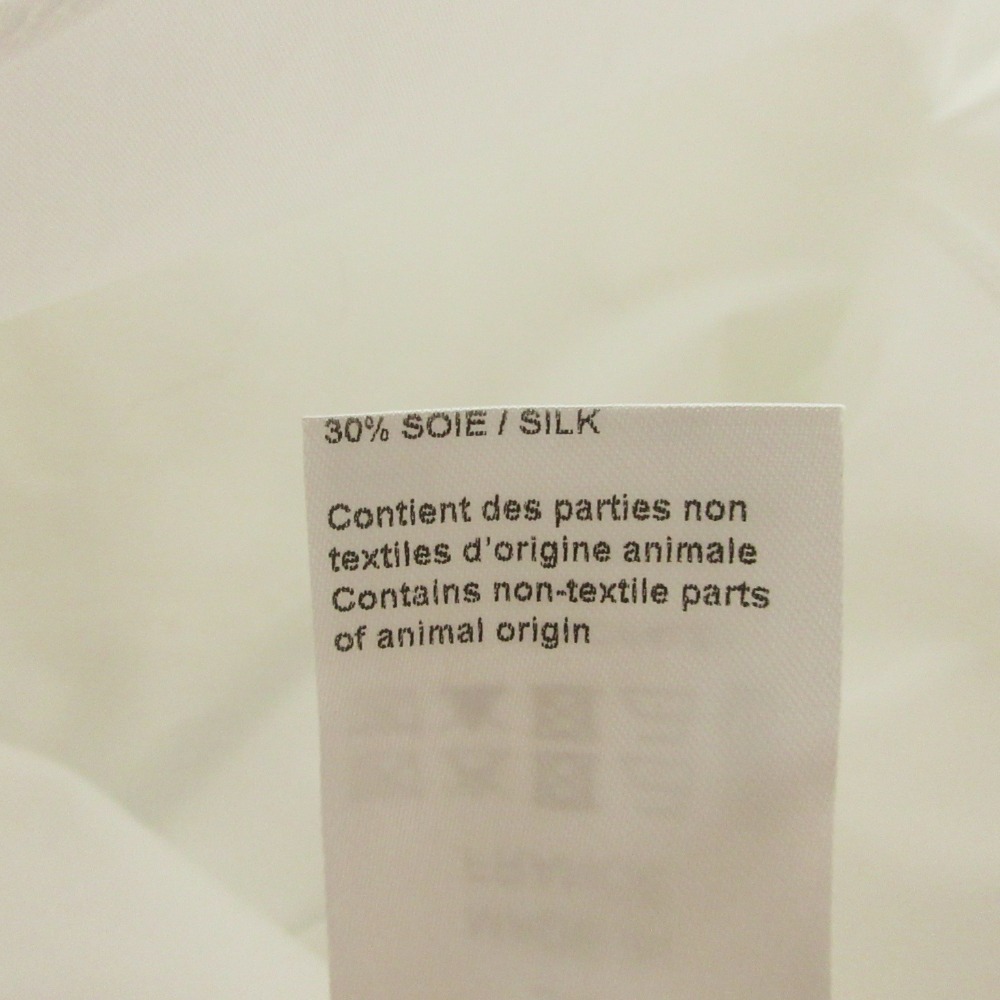 30% SOIE / SILK
Contient des parties non
textiles d'origine animale
Contains non-textile parts
of animal origin